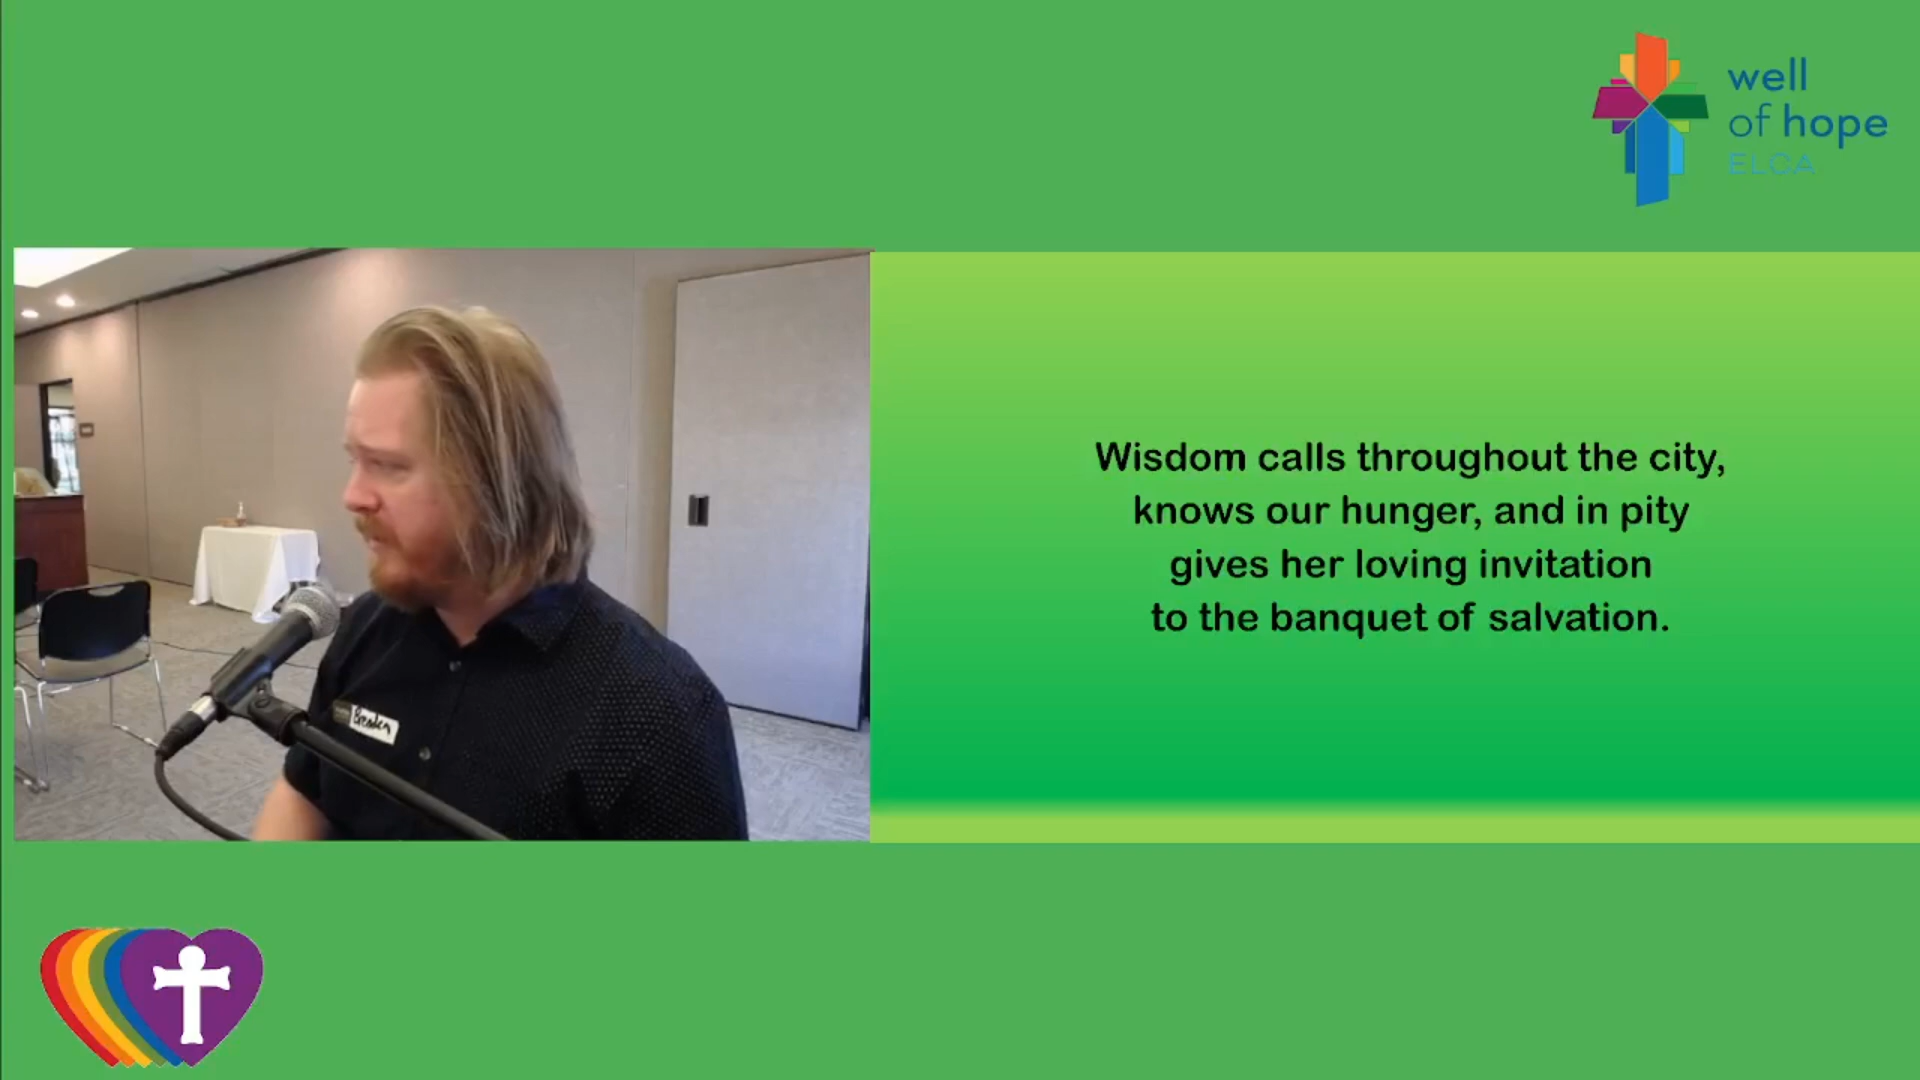 well
of hope
ELCA
Wisdom calls throughout the city,
knows our hunger, and in pity
gives her loving invitation
to the banquet of salvation.
Brenden